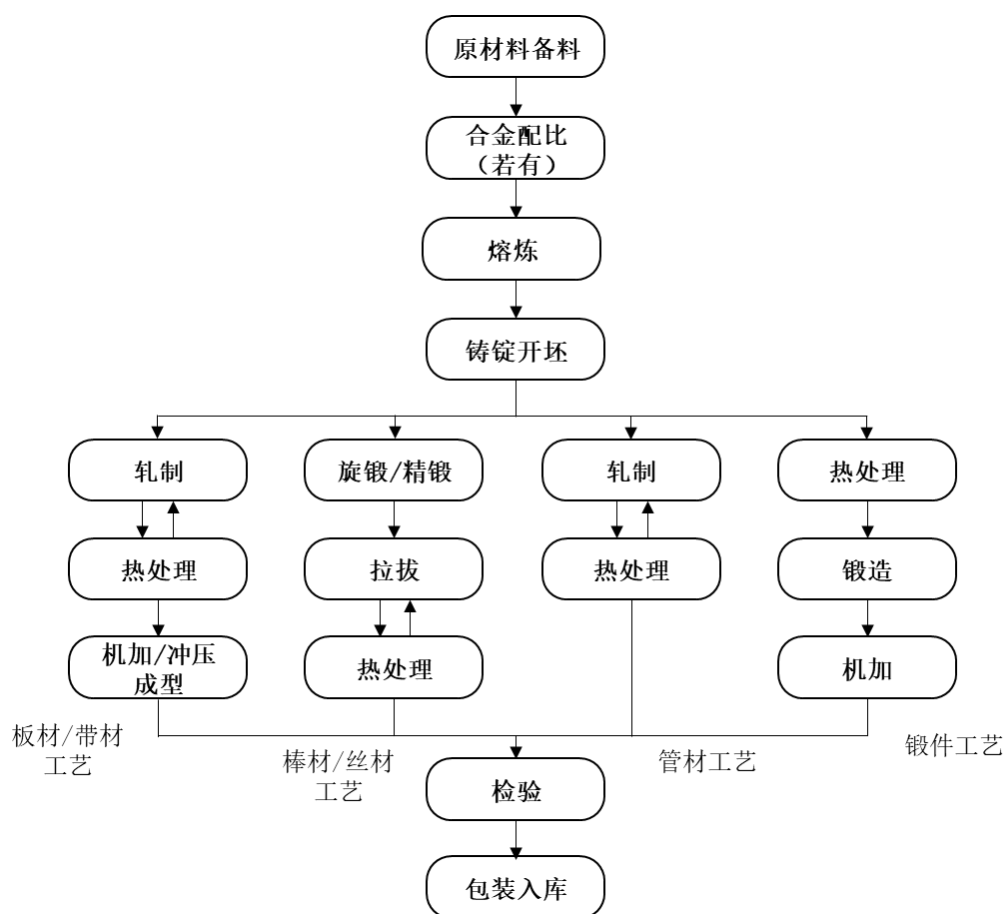 原材料备料
合金配比
（若有）
熔炼
铸锭开坯
轧制
旋锻/精锻
轧制
热处理
热处理
拉拔
热处理
锻造
机加/冲压
成型
热处理
机加
板材/带材
工艺
棒材/丝材
工艺
管材工艺
锻件工艺
检验
包装入库